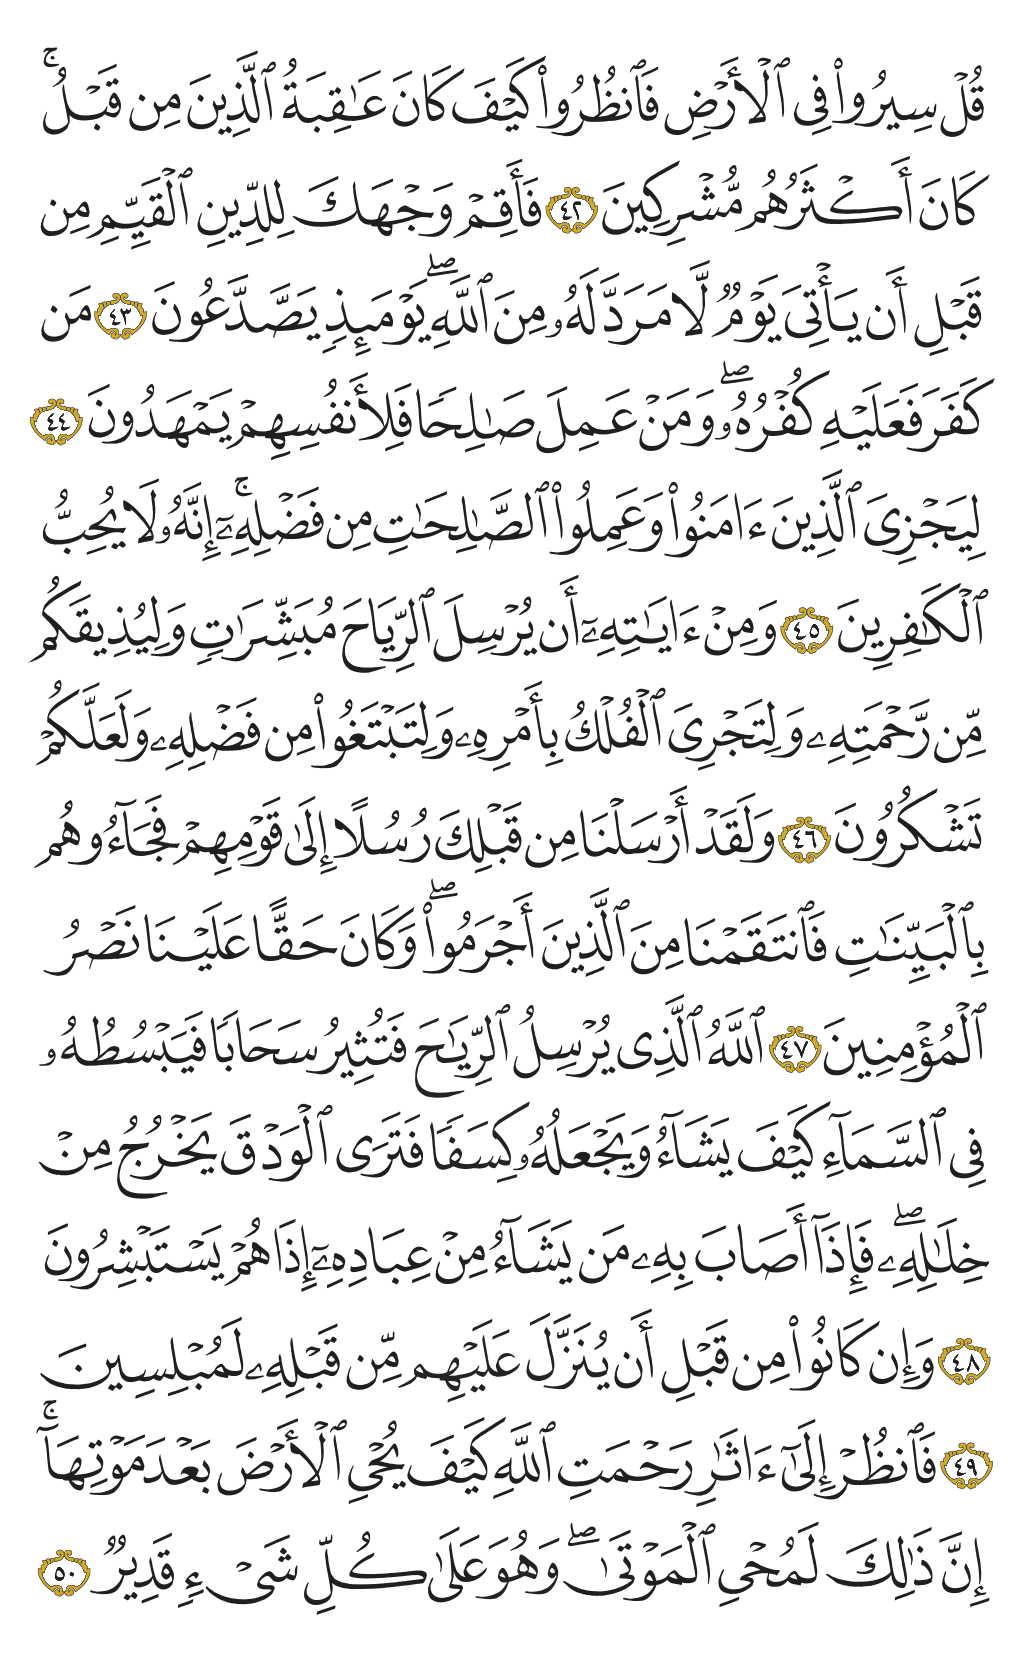 قُلْ سِيرُوا۟ فِى ٱلْأَرْضِ فَٱنظُرُوا۟ كَيْفَ كَانَ عَـٰقِبَةُ ٱلَّذِينَ مِن قَبْلُ ۚ
كَانَ أَكْثَرُهُم مُّشْرِكِينَ ٤٢ فَأَقِمْ وَجْهَكَ لِلدِّينِ ٱلْقَيِّمِ مِن
قَبْلِ أَن يَأْتِىَ يَوْمٌ لَّا مَرَدَّ لَهُۥ مِنَ ٱللَّهِ ۖ يَوْمَئِذٍ يَصَّدَّعُونَ ٤٣ مَن
كَفَرَ فَعَلَيْهِ كُفْرُهُۥ ۖ وَمَنْ عَمِلَ صَـٰلِحًا فَلِأَنفُسِهِمْ يَمْهَدُونَ ٤٤
لِيَجْزِىَ ٱلَّذِينَ ءَامَنُوا۟ وَعَمِلُوا۟ ٱلصَّـٰلِحَـٰتِ مِن فَضْلِهِۦٓ ۚ إِنَّهُۥ لَا يُحِبُّ
ٱلْكَـٰفِرِينَ ٤٥ وَمِنْ ءَايَـٰتِهِۦٓ أَن يُرْسِلَ ٱلرِّيَاحَ مُبَشِّرَٰتٍ وَلِيُذِيقَكُم
مِّن رَّحْمَتِهِۦ وَلِتَجْرِىَ ٱلْفُلْكُ بِأَمْرِهِۦ وَلِتَبْتَغُوا۟ مِن فَضْلِهِۦ وَلَعَلَّكُمْ
تَشْكُرُونَ ٤٦ وَلَقَدْ أَرْسَلْنَا مِن قَبْلِكَ رُسُلًا إِلَىٰ قَوْمِهِمْ فَجَآءُوهُم
بِٱلْبَيِّنَـٰتِ فَٱنتَقَمْنَا مِنَ ٱلَّذِينَ أَجْرَمُوا۟ ۖ وَكَانَ حَقًّا عَلَيْنَا نَصْرُ
ٱلْمُؤْمِنِينَ ٤٧ ٱللَّهُ ٱلَّذِى يُرْسِلُ ٱلرِّيَـٰحَ فَتُثِيرُ سَحَابًا فَيَبْسُطُهُۥ
فِى ٱلسَّمَآءِ كَيْفَ يَشَآءُ وَيَجْعَلُهُۥ كِسَفًا فَتَرَى ٱلْوَدْقَ يَخْرُجُ مِنْ
خِلَـٰلِهِۦ ۖ فَإِذَآ أَصَابَ بِهِۦ مَن يَشَآءُ مِنْ عِبَادِهِۦٓ إِذَا هُمْ يَسْتَبْشِرُونَ
٤٨ وَإِن كَانُوا۟ مِن قَبْلِ أَن يُنَزَّلَ عَلَيْهِم مِّن قَبْلِهِۦ لَمُبْلِسِينَ
٤٩ فَٱنظُرْ إِلَىٰٓ ءَاثَـٰرِ رَحْمَتِ ٱللَّهِ كَيْفَ يُحْىِ ٱلْأَرْضَ بَعْدَ مَوْتِهَآ ۚ
إِنَّ ذَٰلِكَ لَمُحْىِ ٱلْمَوْتَىٰ ۖ وَهُوَ عَلَىٰ كُلِّ شَىْءٍ قَدِيرٌ ٥٠